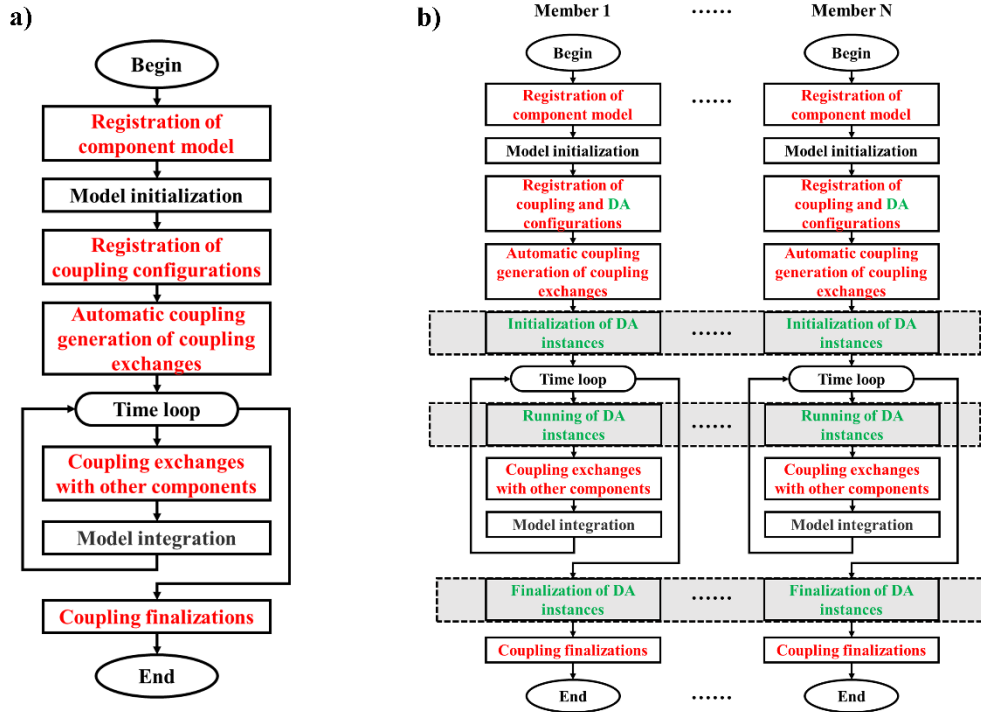 a)
Begin
Registration of
component model
Model initialization
Registration of
coupling configurations
Automatic coupling
generation of coupling
exchanges
Time loop
Coupling exchanges
with other components
Model integration
Coupling finalizations
End
b)
Member 1 ...... Member N
Begin
Registration of
component model
Model initialization
Registration of
coupling and DA
configurations
Automatic coupling
generation of coupling
exchanges
Initialization of DA
instances
Time loop
Running of DA
instances
Coupling exchanges
with other components
Model integration
Finalization of DA
instances
Coupling finalizations
End
......
......
......
......
......
Begin
Registration of
component model
Model initialization
Registration of
coupling and DA
configurations
Automatic coupling
generation of coupling
exchanges
Initialization of DA
instances
Time loop
Running of DA
instances
Coupling exchanges
with other components
Model integration
Finalization of DA
instances
Coupling finalizations
End